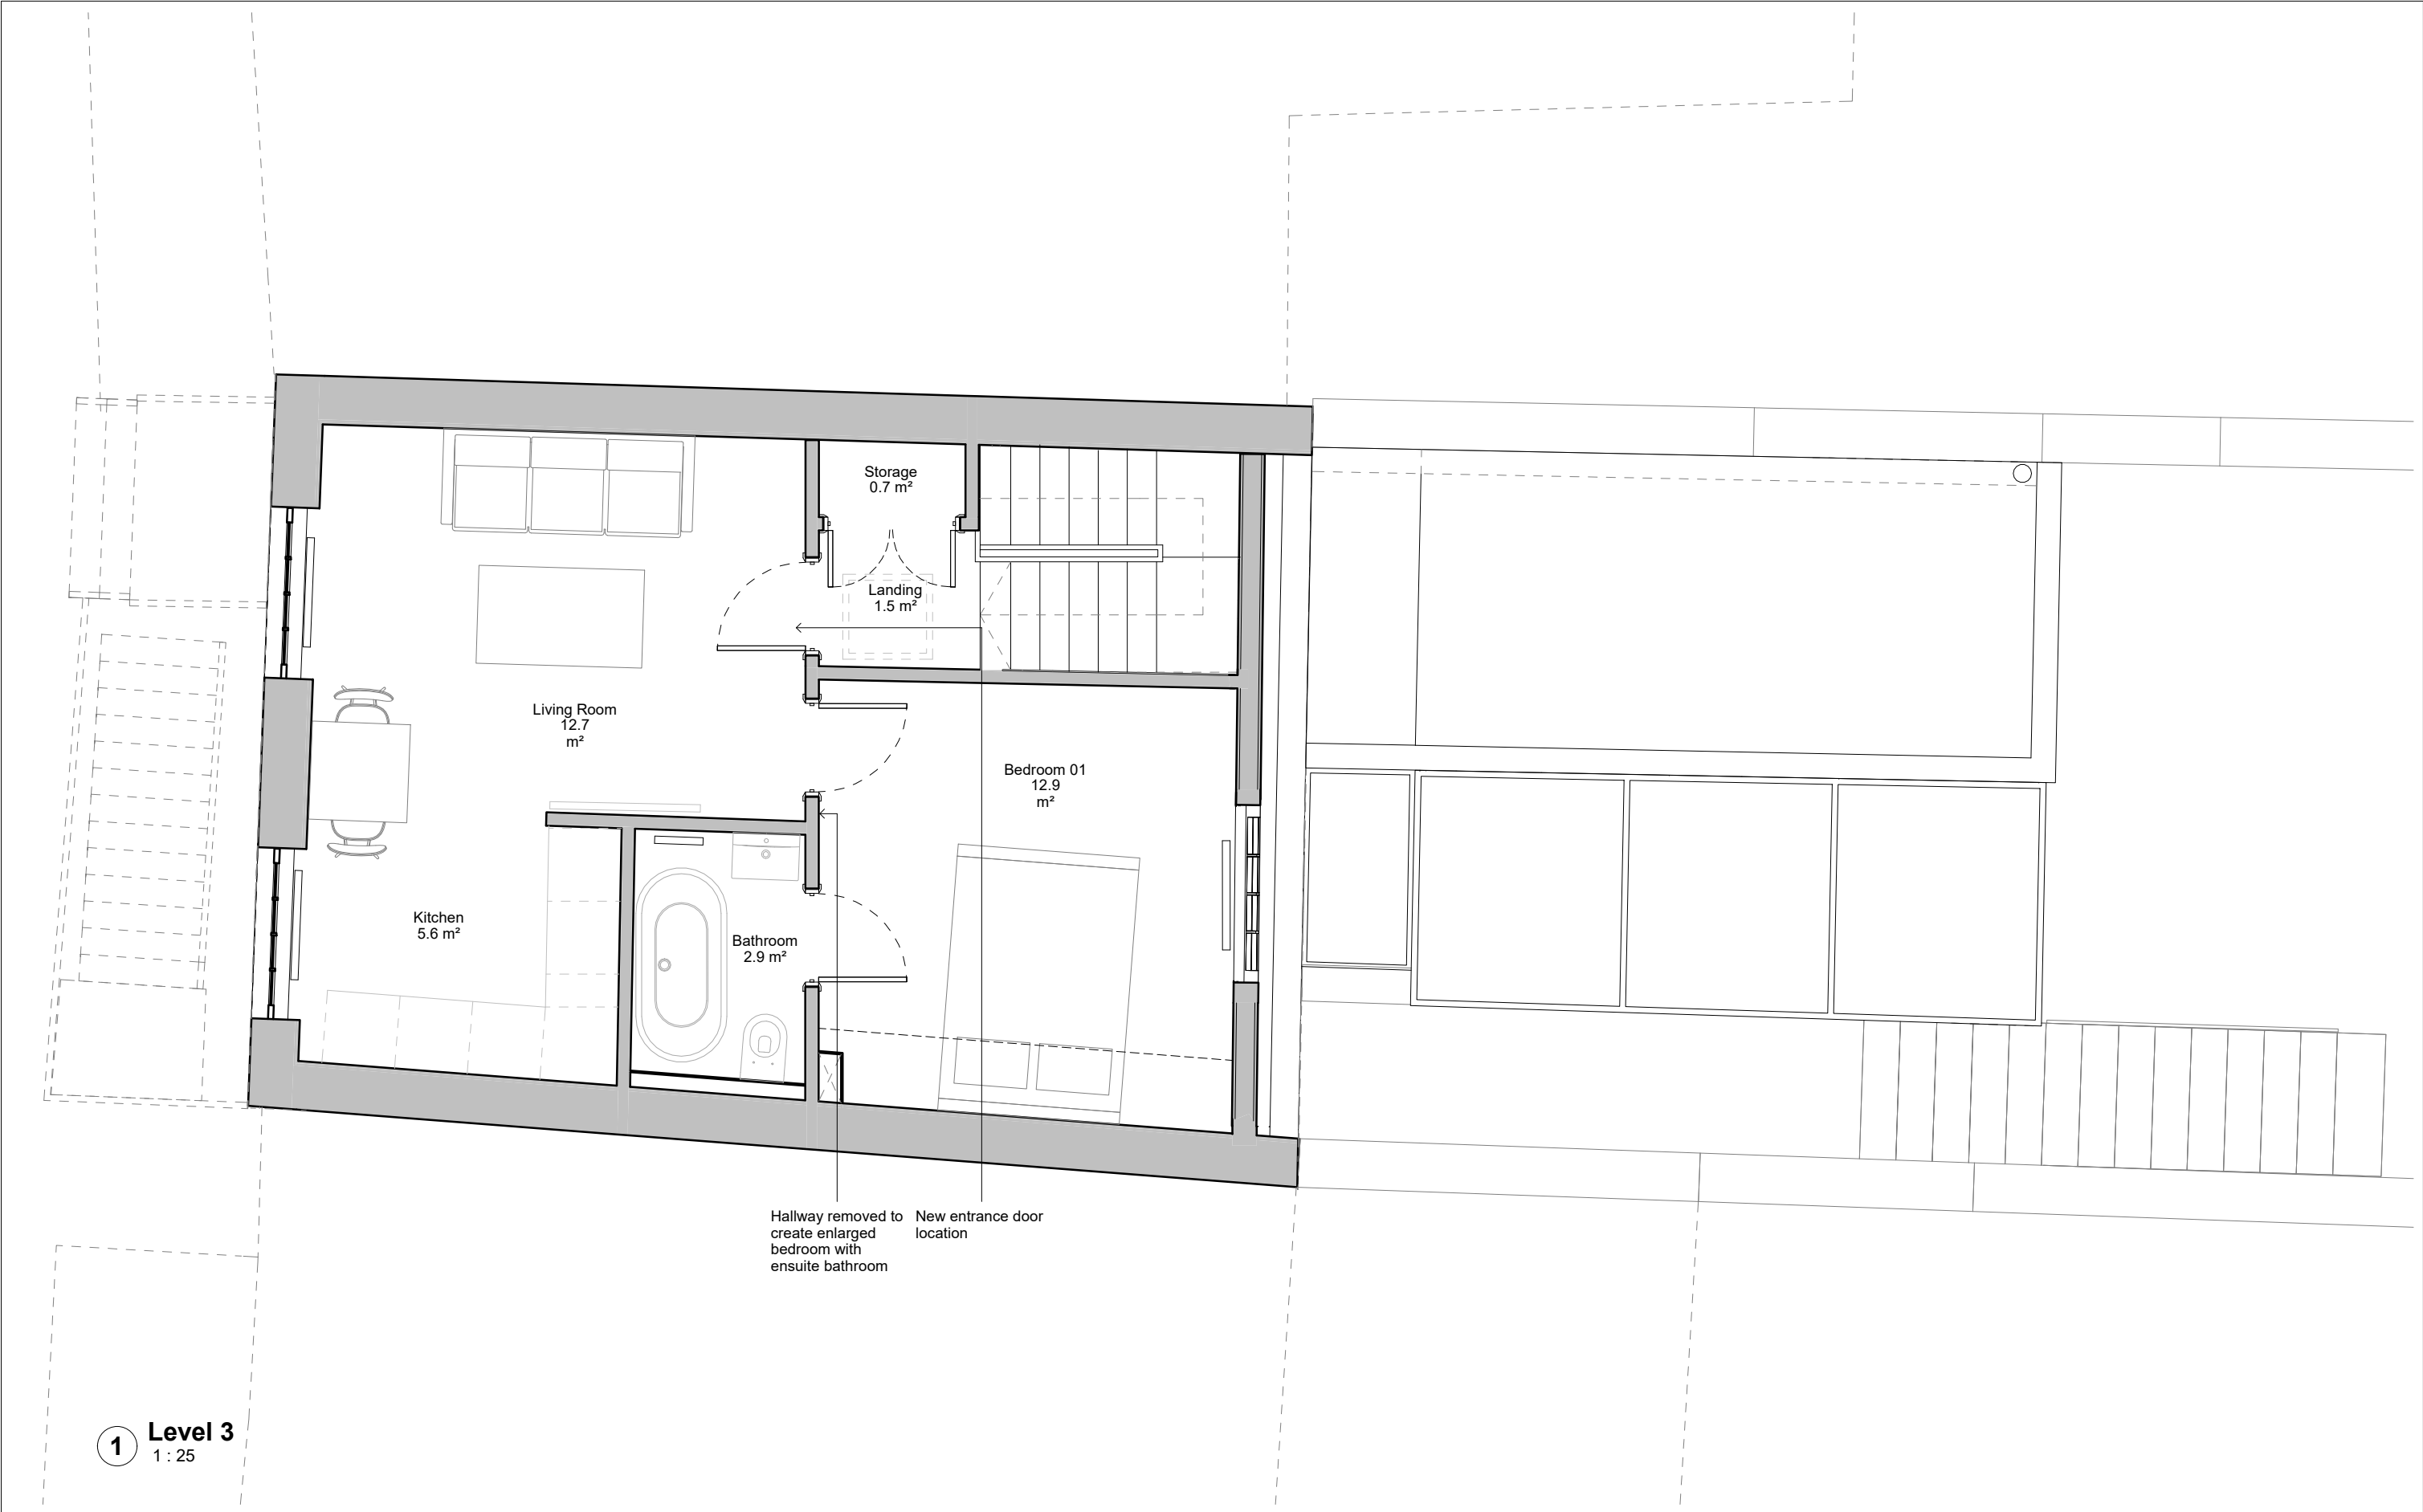 Storage
0.7 m²
Landing
1.5 m²
Living Room
12.7
m²
Bedroom 01
12.9
m²
Kitchen
5.6 m²
Bathroom
2.9 m²
Hallway removed to
create enlarged
bedroom with
ensuite bathroom
New entrance door
location
1
Level 3
1 : 25